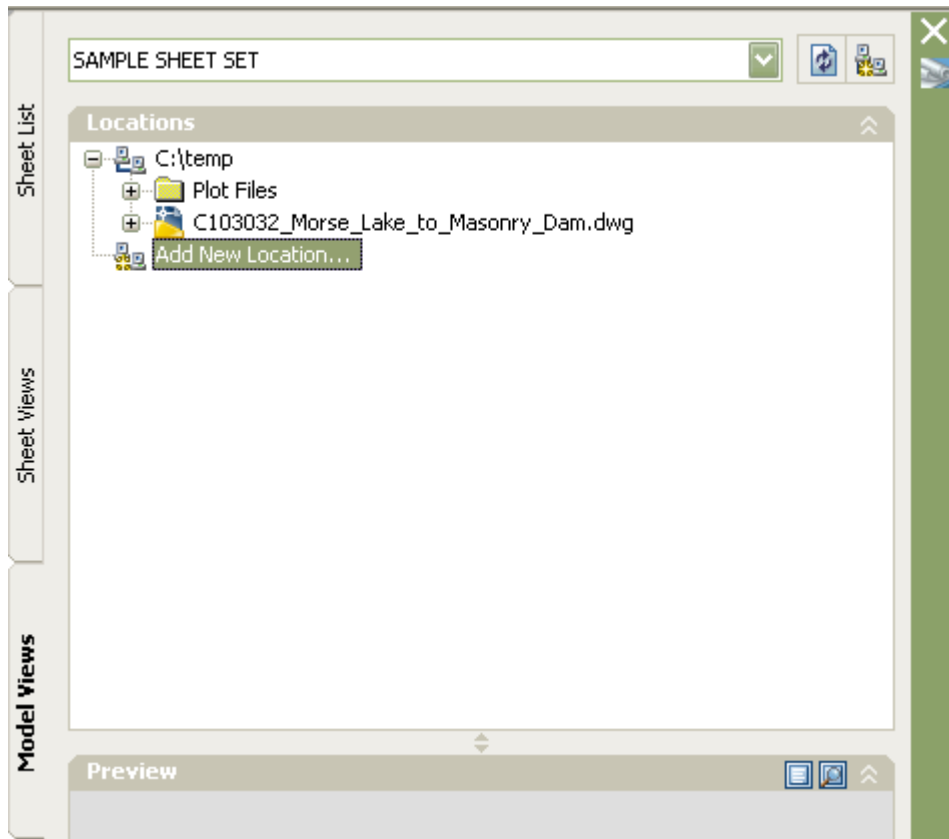 SAMPLE SHEET SET
Sheet List
Locations
C:\temp
Plot Files
C103032_Morse_Lake_to_Masonry_Dam.dwg
Add New Location...
Sheet Views
Model Views
Preview